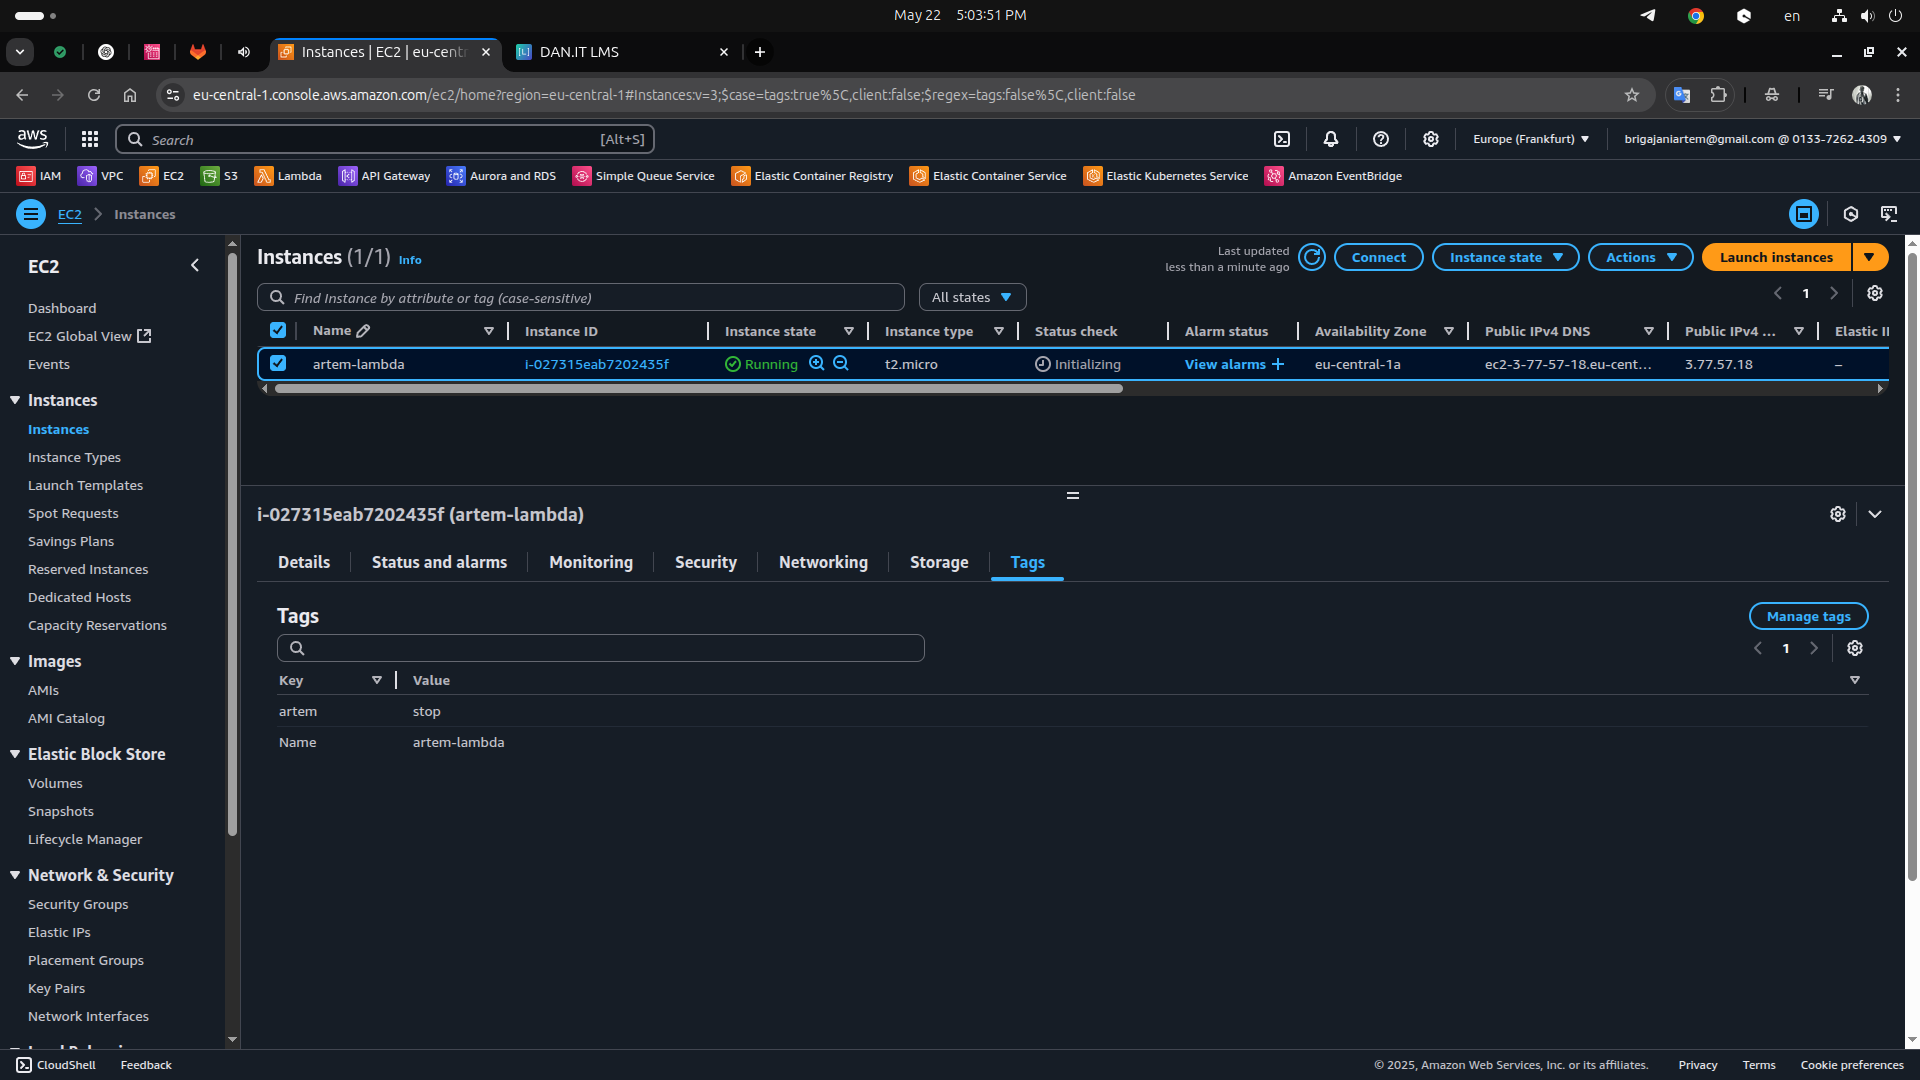 May 22 5:03:51 PM
en
Instances | EC2 | eu-centr
DAN.IT LMS
eu-central-1.console.aws.amazon.com/ec2/home?region=eu-central-1#Instances:v=3;$case=tags:true%5C,client:false;$regex=tags:false%5C,client:false
aws
Search
[Alt+S]
Europe (Frankfurt)
brigajaniartem@gmail.com @ 0133-7262-4309
IAM
VPC
EC2
S3
Lambda
API Gateway
Aurora and RDS
Simple Queue Service
Elastic Container Registry
Elastic Container Service
Elastic Kubernetes Service
Amazon EventBridge
EC2
Instances
EC2
Dashboard
EC2 Global View
Events
Instances
Instances
Instance Types
Launch Templates
Spot Requests
Savings Plans
Reserved Instances
Dedicated Hosts
Capacity Reservations
Images
AMIs
AMI Catalog
Elastic Block Store
Volumes
Snapshots
Lifecycle Manager
Network & Security
Security Groups
Elastic IPs
Placement Groups
Key Pairs
Network Interfaces
Instances (1/1) Info
Last updated
less than a minute ago
Connect
Instance state
Actions
Launch instances
Find Instance by attribute or tag (case-sensitive)
All states
1
Name Instance ID Instance state Instance type Status check Alarm status Availability Zone Public IPv4 DNS Public IPv4 ... Elastic I
artem-lambda i-027315eab7202435f Running t2.micro Initializing View alarms + eu-central-1a ec2-3-77-57-18.eu-cent... 3.77.57.18 –
i-027315eab7202435f (artem-lambda)
Details
Status and alarms
Monitoring
Security
Networking
Storage
Tags
Tags
Manage tags
1
Key Value
artem stop
Name artem-lambda
CloudShell
Feedback
© 2025, Amazon Web Services, Inc. or its affiliates.
Privacy
Terms
Cookie preferences